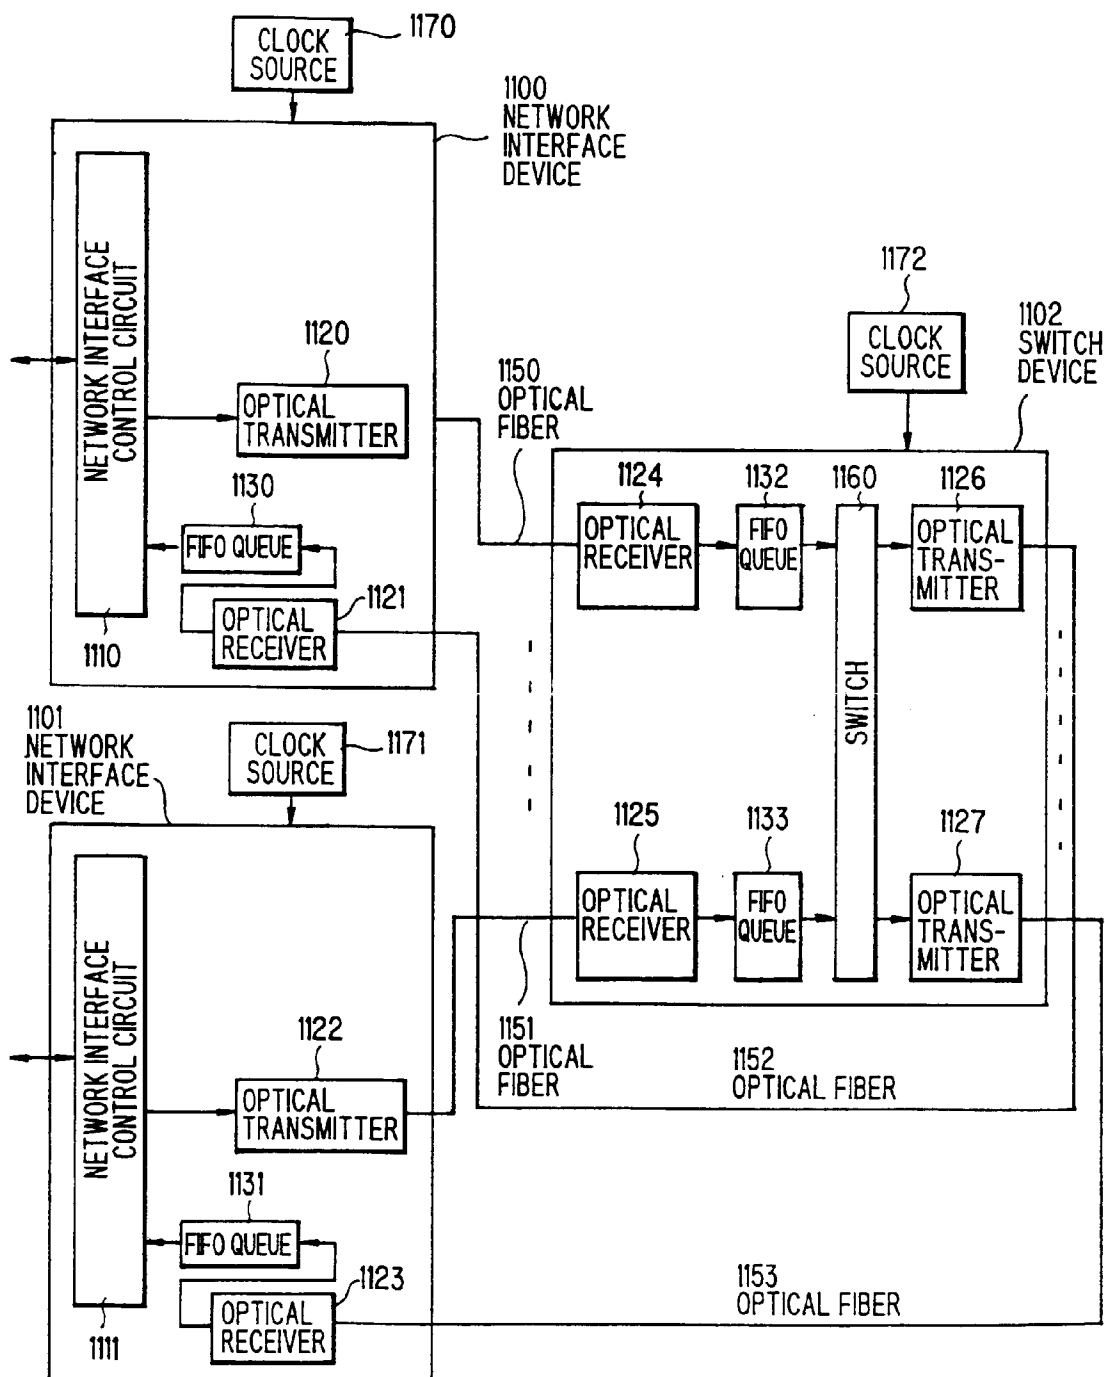 1170
CLOCK
SOURCE
1100
NETWORK
INTERFACE
DEVICE
NETWORK INTERFACE
CONTROL CIRCUIT
1172
CLOCK
SOURCE
1102
SWITCH
DEVICE
1120
OPTICAL
TRANSMITTER
1150
OPTICAL
FIBER
1130
FIFO QUEUE
1121
OPTICAL
RECEIVER
1110
1124
OPTICAL
RECEIVER
1132
FIFO
QUEUE
1160
SWITCH
1126
OPTICAL
TRANS-
MITTER
1101
NETWORK
INTERFACE
DEVICE
CLOCK
SOURCE
1171
1125
OPTICAL
RECEIVER
1133
FIFO
QUEUE
1127
OPTICAL
TRANS-
MITTER
NETWORK INTERFACE
CONTROL CIRCUIT
1122
OPTICAL
TRANSMITTER
1151
OPTICAL
FIBER
1152
OPTICAL FIBER
1131
FIFO QUEUE
1123
OPTICAL
RECEIVER
1111
1153
OPTICAL FIBER